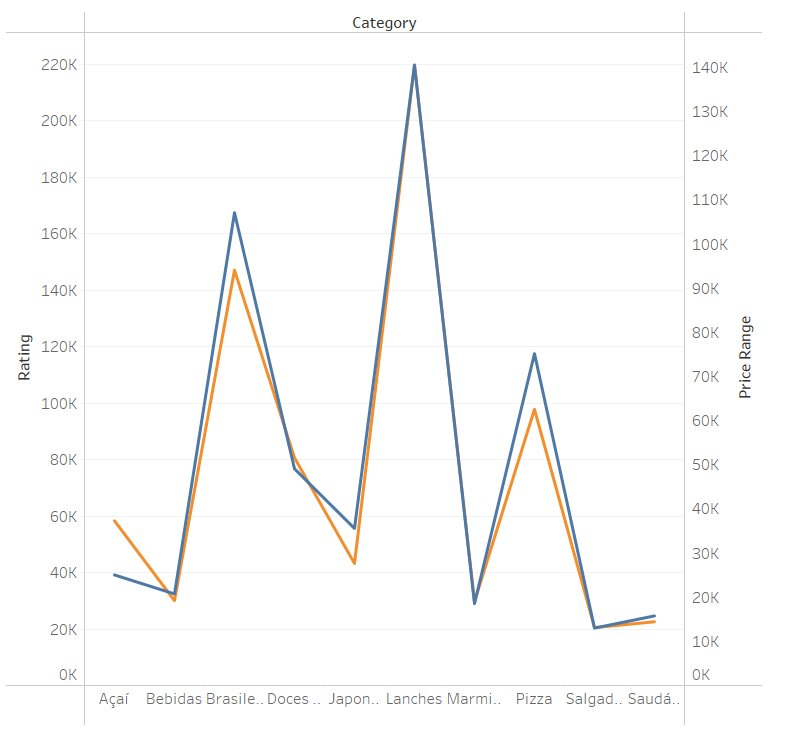 Category
Rating
220K
200K
180K
160K
140K
120K
100K
80K
60K
40K
20K
0K
140K
130K
120K
110K
100K
90K
80K
70K
60K
50K
40K
30K
20K
10K
0K
Price Range
Açaí Bebidas Brasile.. Doces .. Japon.. Lanches Marmi.. Pizza Salgad.. Saudá..